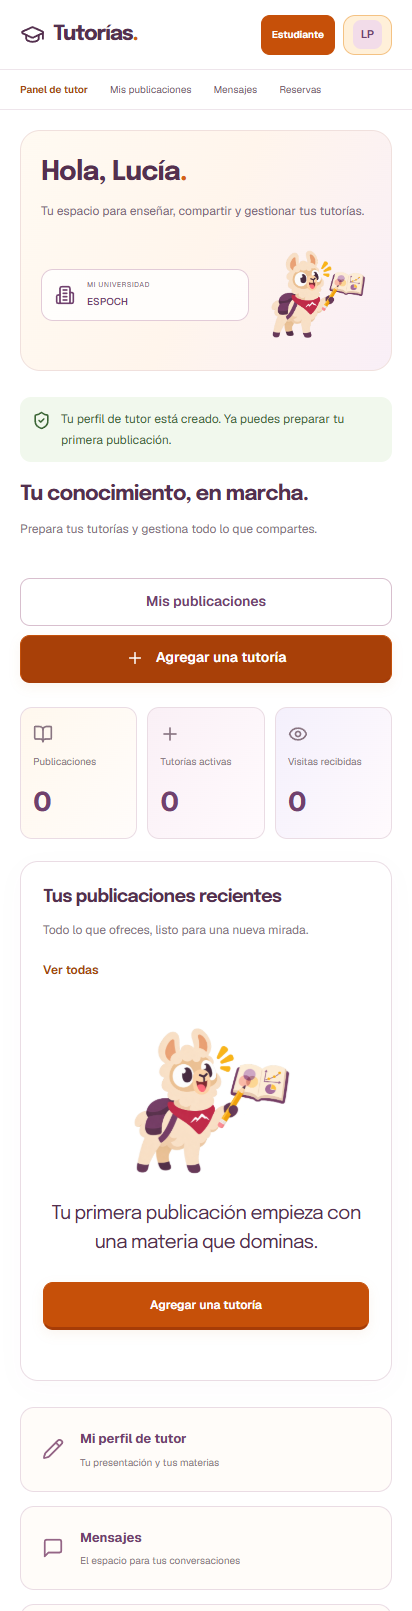 Tutorías.
Estudiante
LP
Panel de tutor
Mis publicaciones
Mensajes
Reservas
Hola, Lucía.
Tu espacio para enseñar, compartir y gestionar tus tutorías.
MI UNIVERSIDAD
ESPOCH
Tu perfil de tutor está creado. Ya puedes preparar tu
primera publicación.
Tu conocimiento, en marcha.
Prepara tus tutorías y gestiona todo lo que compartes.
Mis publicaciones
Agregar una tutoría
Publicaciones
0
Tutorías activas
0
Visitas recibidas
0
Tus publicaciones recientes
Todo lo que ofreces, listo para una nueva mirada.
Ver todas
Tu primera publicación empieza con
una materia que dominas.
Agregar una tutoría
Mi perfil de tutor
Tu presentación y tus materias
Mensajes
El espacio para tus conversaciones